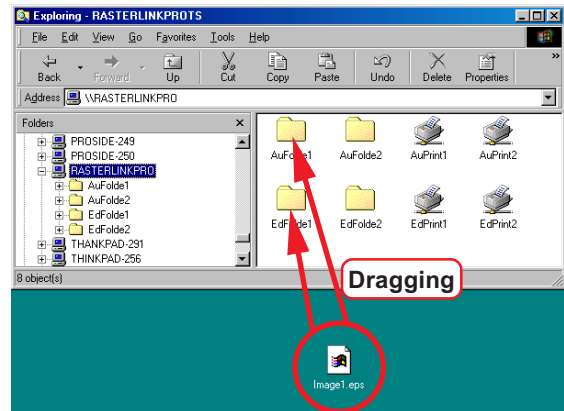 Exploring - RASTERLINKPROTS
File Edit View Go Favorites Tools Help
Back Forward Up Cut Copy Paste Undo Delete Properties »
Address \\RASTERLINKPRO
Folders
PROSIDE-249
PROSIDE-250
RASTERLINKPRO
AuFolde1
AuFolde2
EdFolde1
EdFolde2
THANKPAD-291
THINKPAD-256
AuFolde1 AuFolde2 AuPrint1 AuPrint2
EdFolde1 EdFolde2 EdPrint1 EdPrint2
8 object(s)
Dragging
Image1.eps